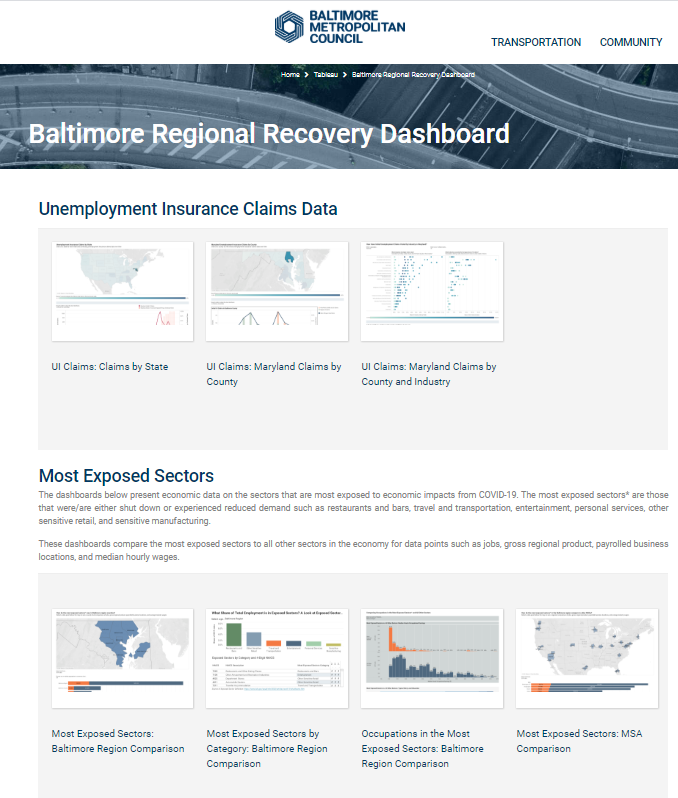 BALTIMORE
METROPOLITAN
COUNCIL
TRANSPORTATION COMMUNITY
Home > Tableau > Baltimore Regional Recovery Dashboard
Baltimore Regional Recovery Dashboard
Unemployment Insurance Claims Data
UI Claims: Claims by State
UI Claims: Maryland Claims by
County
UI Claims: Maryland Claims by
County and Industry
Most Exposed Sectors
The dashboards below present economic data on the sectors that are most exposed to economic impacts from COVID-19. The most exposed sectors* are those
that were/are either shut down or experienced reduced demand such as restaurants and bars, travel and transportation, entertainment, personal services, other
sensitive retail, and sensitive manufacturing.
These dashboards compare the most exposed sectors to all other sectors in the economy for data points such as jobs, gross regional product, payrolled business
locations, and median hourly wages.
What Share of Total Employment is in Exposed Sectors? A Look at Exposed Sector...
Most Exposed Sectors:
Baltimore Region Comparison
Most Exposed Sectors by
Category: Baltimore Region
Comparison
Occupations in the Most
Exposed Sectors: Baltimore
Region Comparison
Most Exposed Sectors: MSA
Comparison